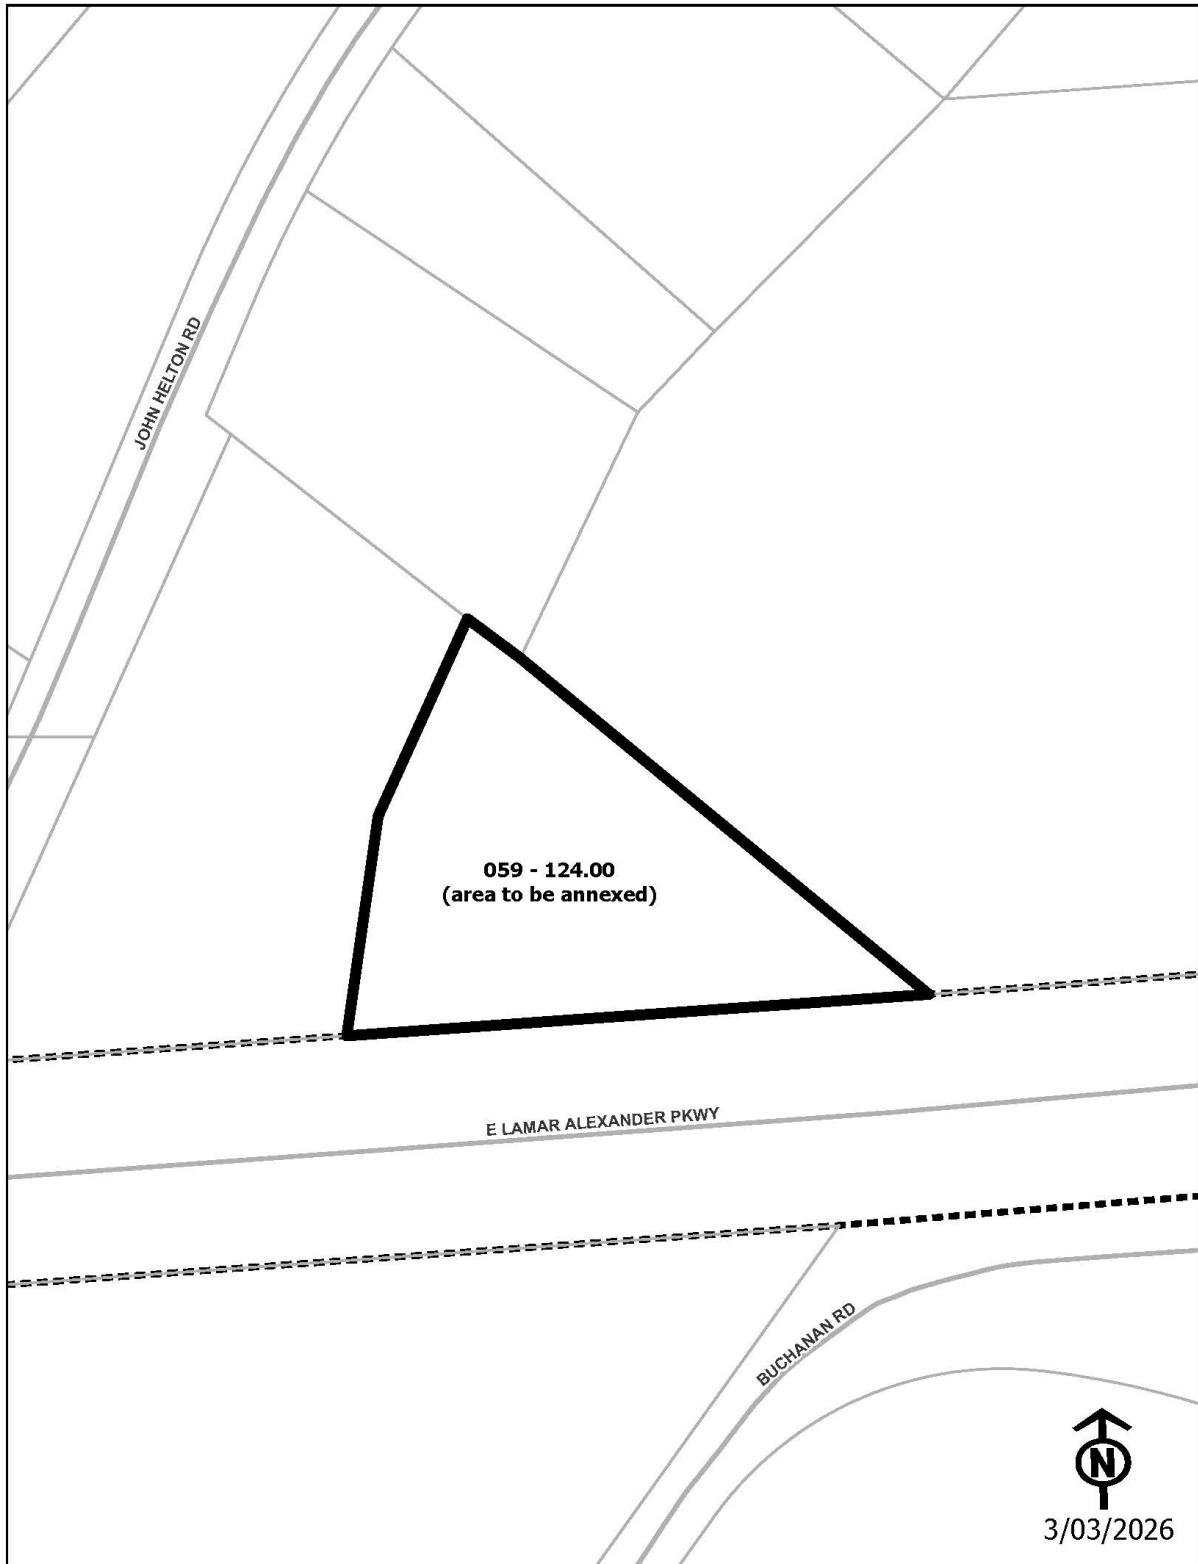 JOHN HELTON RD
059 - 124.00
(area to be annexed)
E LAMAR ALEXANDER PKWY
BUCHANAN RD
N
3/03/2026